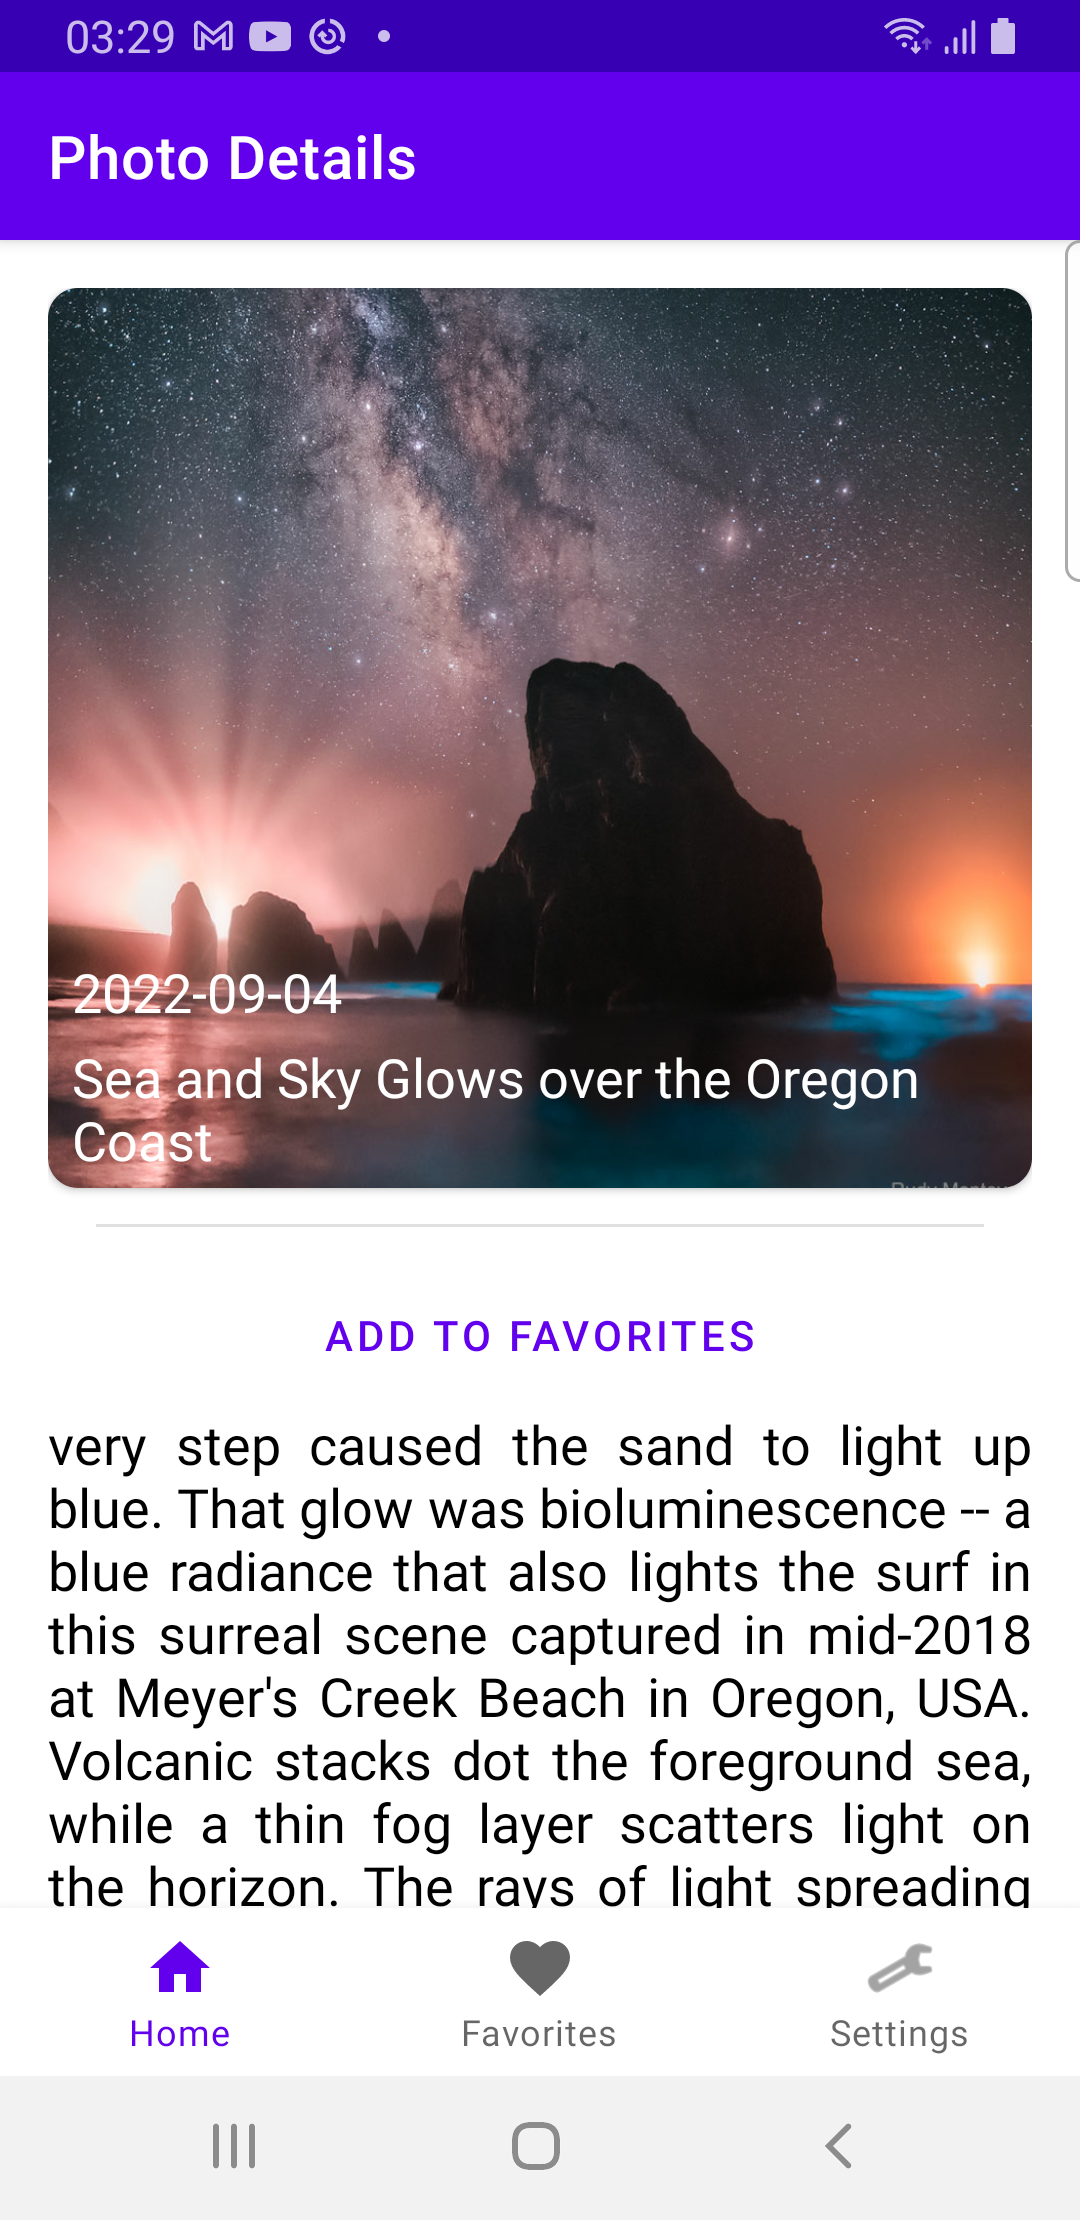 03:29
Photo Details
2022-09-04
Sea and Sky Glows over the Oregon
Coast
ADD TO FAVORITES
very step caused the sand to light up
blue. That glow was bioluminescence -- a
blue radiance that also lights the surf in
this surreal scene captured in mid-2018
at Meyer's Creek Beach in Oregon, USA.
Volcanic stacks dot the foreground sea,
while a thin fog layer scatters light on
the horizon. The rays of light spreading
Home
Favorites
Settings